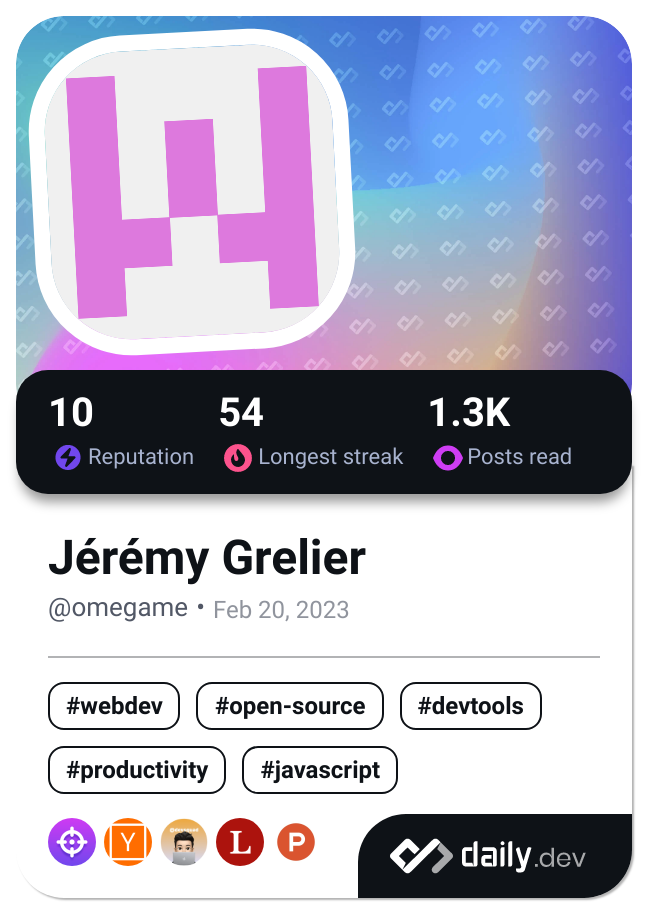 10 54 1.3K
Reputation Longest streak Posts read
Jérémy Grelier
@omegame • Feb 20, 2023
#webdev #open-source #devtools
#productivity #javascript
Y L P
daily.dev